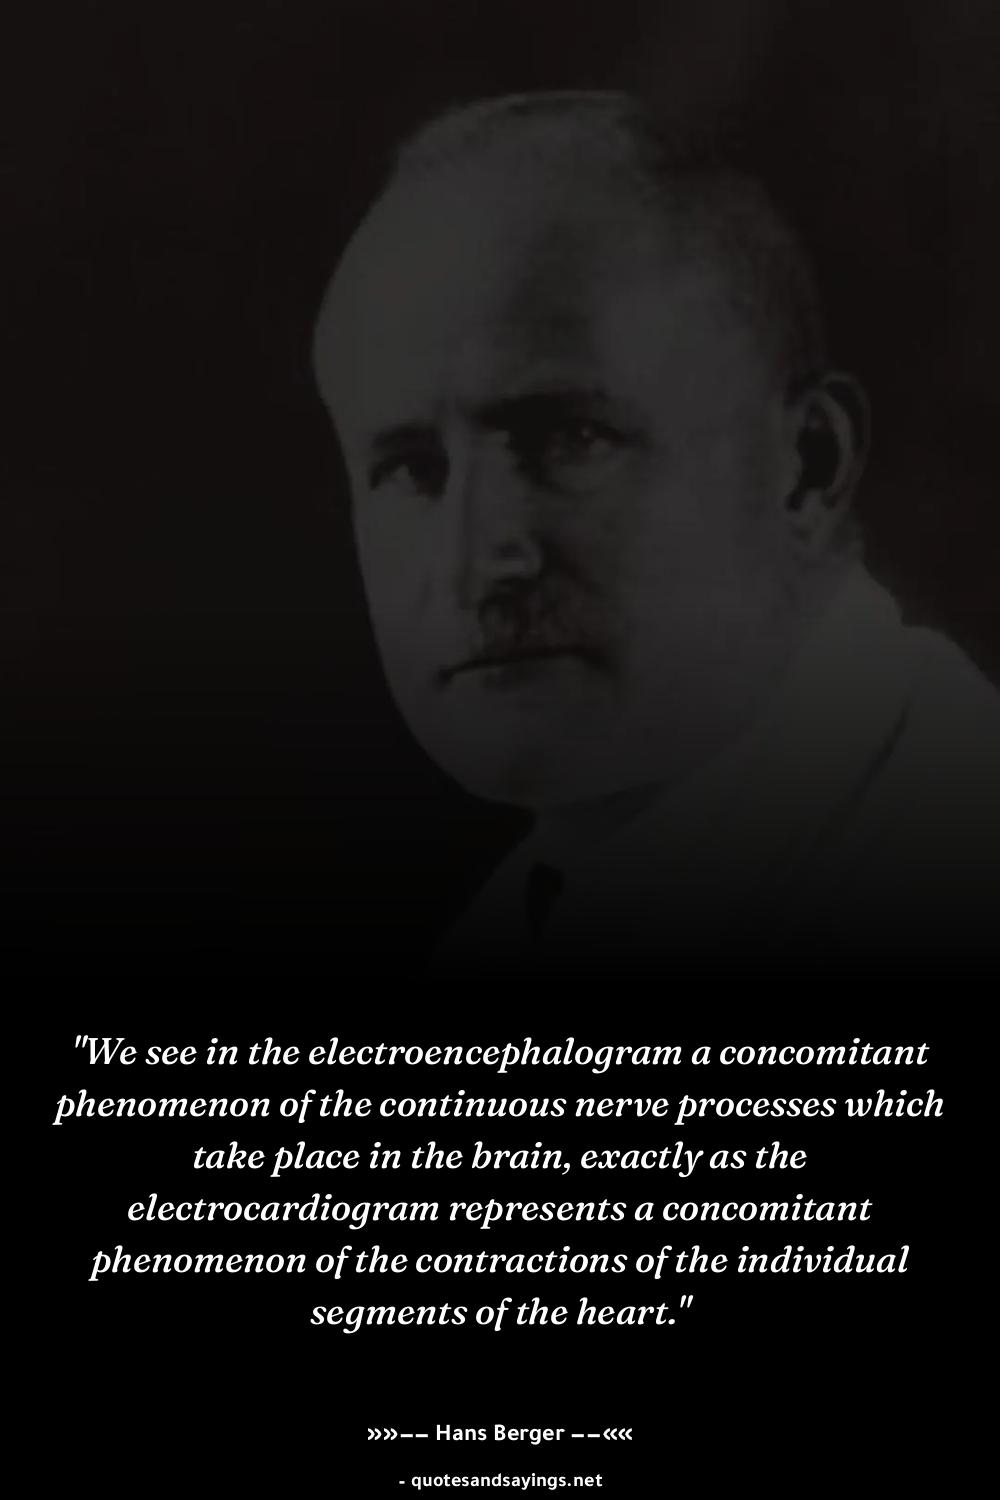 "We see in the electroencephalogram a concomitant
phenomenon of the continuous nerve processes which
take place in the brain, exactly as the
electrocardiogram represents a concomitant
phenomenon of the contractions of the individual
segments of the heart."
»»−− Hans Berger −−««
- quotesandsayings.net